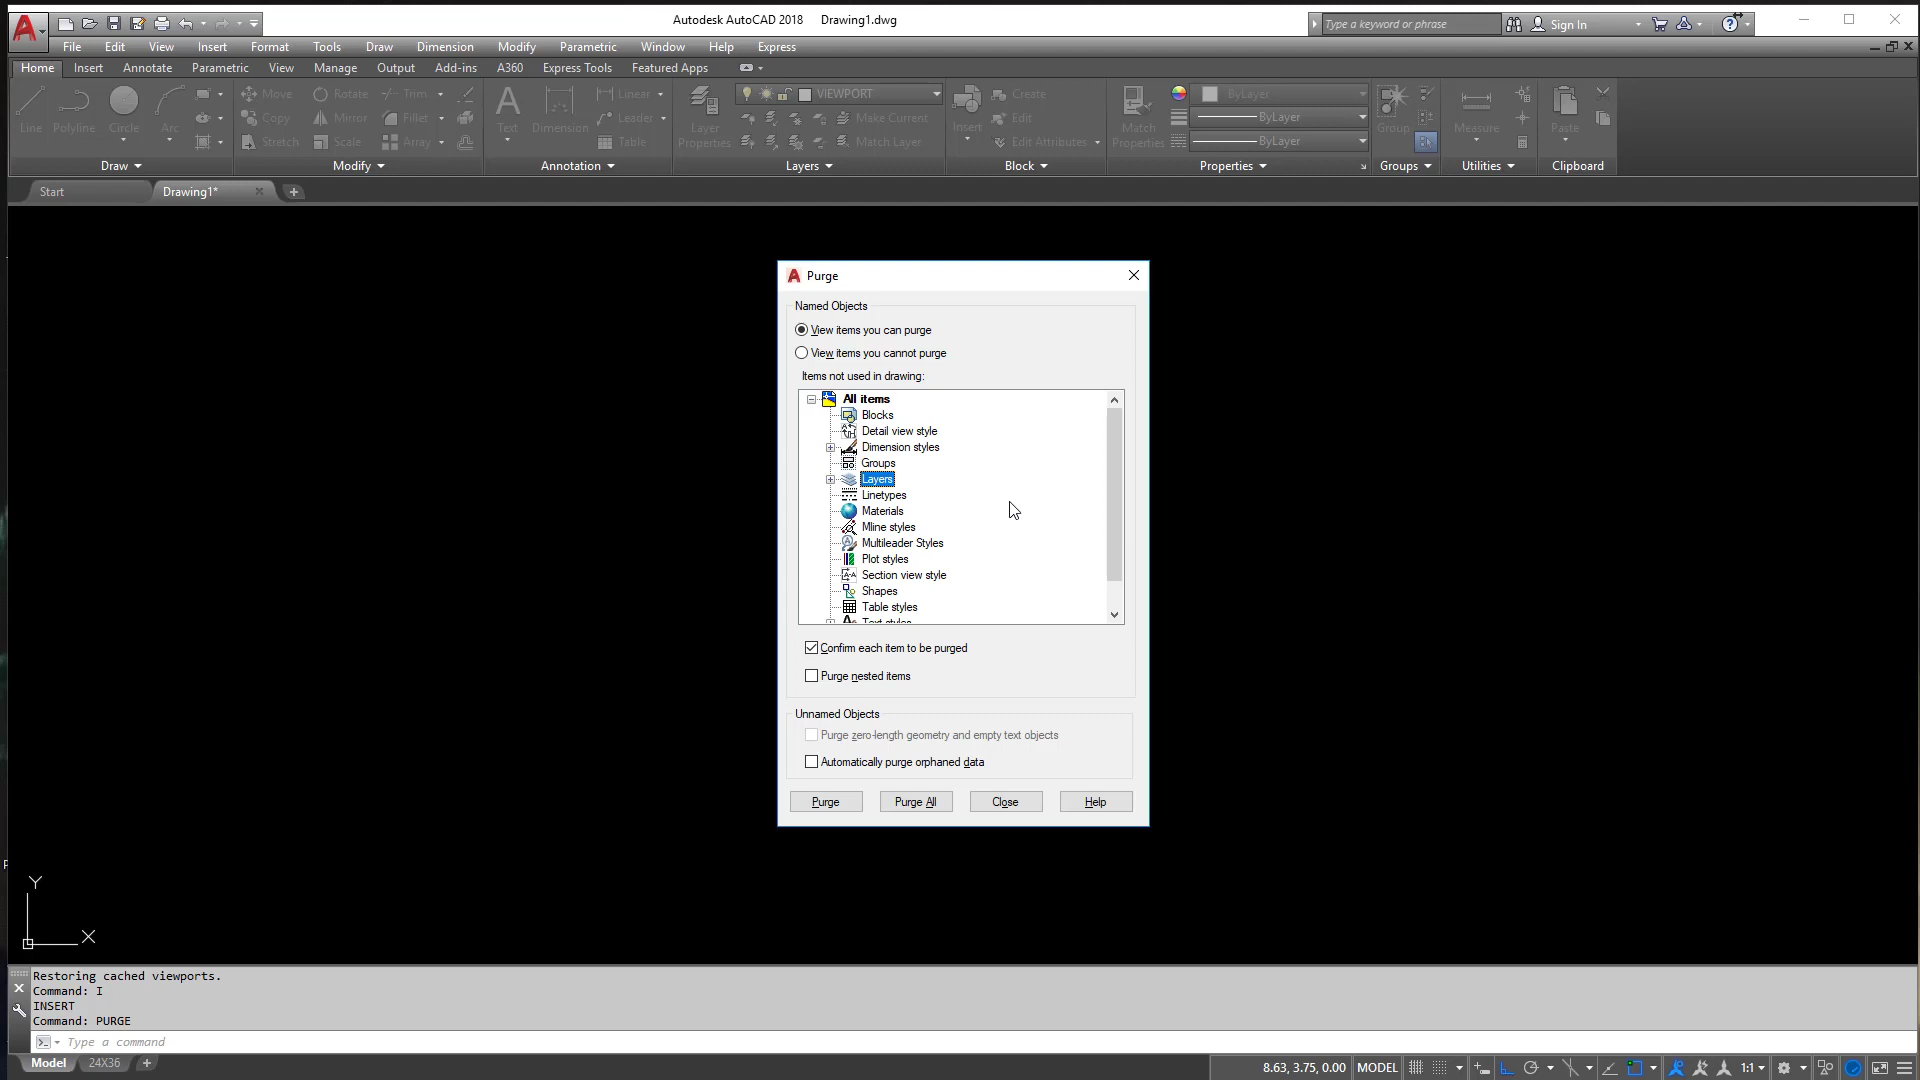 Autodesk AutoCAD 2018 Drawing1.dwg
Type a keyword or phrase
Sign In
File Edit View Insert Format Tools Draw Dimension Modify Parametric Window Help Express
Home Insert Annotate Parametric View Manage Output Add-ins A360 Express Tools Featured Apps
Line Polyline Circle Arc
Move Rotate Trim
Copy Mirror Fillet
Stretch Scale Array
Text Dimension
Linear
Leader
Table
Layer Properties
VIEWPORT
Make Current
Match Layer
Insert
Create
Edit
Edit Attributes
Match Properties
ByLayer
ByLayer
ByLayer
Group
Measure
Paste
Draw Modify Annotation Layers Block Properties Groups Utilities Clipboard
Start Drawing1*
Purge
Named Objects
View items you can purge
View items you cannot purge
Items not used in drawing:
All items
Blocks
Detail view style
Dimension styles
Groups
Layers
Linetypes
Materials
Mline styles
Multileader Styles
Plot styles
Section view style
Shapes
Table styles
Text styles
Confirm each item to be purged
Purge nested items
Unnamed Objects
Purge zero-length geometry and empty text objects
Automatically purge orphaned data
Purge Purge All Close Help
Y
X
Restoring cached viewports.
Command: I
INSERT
Command: PURGE
Type a command
Model 24X36
8.63, 3.75, 0.00 MODEL 1:1